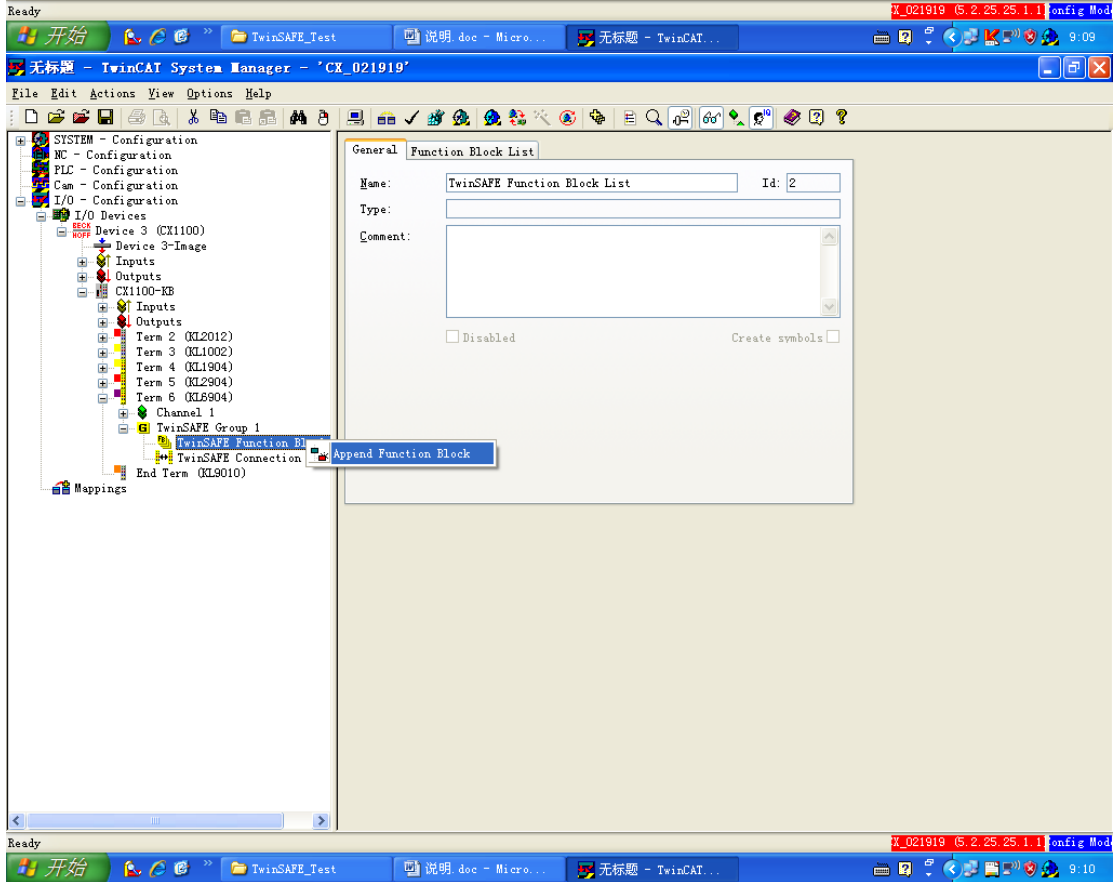 Ready
X_021919 (5.2.25.25.1.1) onfig Mod
开始
TwinSAFE_Test
说明.doc - Micro...
无标题 - TwinCAT...
9:09
无标题 - TwinCAT System Manager - 'CX_021919'
File Edit Actions View Options Help
SYSTEM - Configuration
NC - Configuration
PLC - Configuration
Cam - Configuration
I/O - Configuration
I/O Devices
Device 3 (CX1100)
Device 3-Image
Inputs
Outputs
CX1100-KB
Inputs
Outputs
Term 2 (KL2012)
Term 3 (KL1002)
Term 4 (KL1904)
Term 5 (KL2904)
Term 6 (KL6904)
Channel 1
TwinSAFE Group 1
TwinSAFE Function Bl
TwinSAFE Connection
End Term (KL9010)
Mappings
Append Function Block
General Function Block List
Name: TwinSAFE Function Block List Id: 2
Type:
Comment:
Disabled Create symbols
Ready
X_021919 (5.2.25.25.1.1) onfig Mod
开始
TwinSAFE_Test
说明.doc - Micro...
无标题 - TwinCAT...
9:10